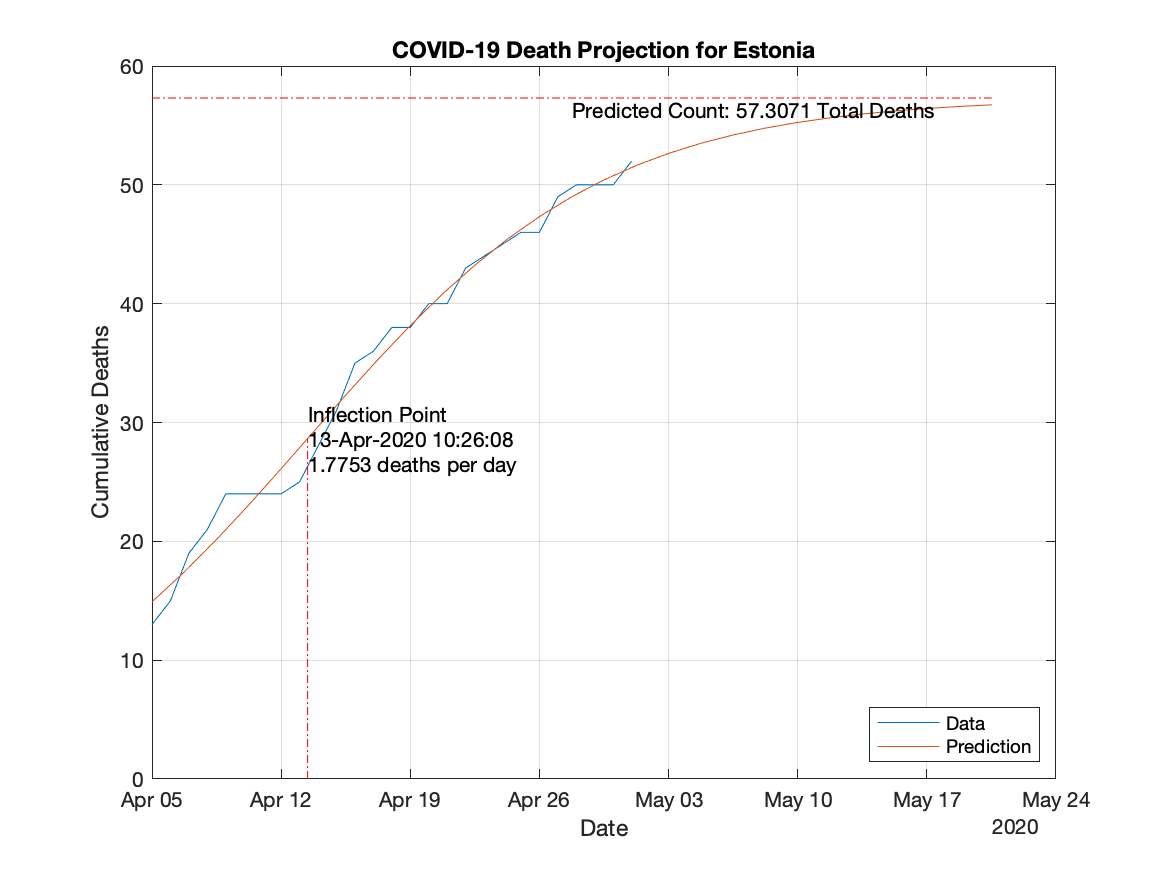 COVID-19 Death Projection for Estonia
60
Predicted Count: 57.3071 Total Deaths
50
40
30
Inflection Point
13-Apr-2020 10:26:08
1.7753 deaths per day
20
10
0
Cumulative Deaths
Data
Prediction
Apr 05 Apr 12 Apr 19 Apr 26 May 03 May 10 May 17 May 24
Date
2020